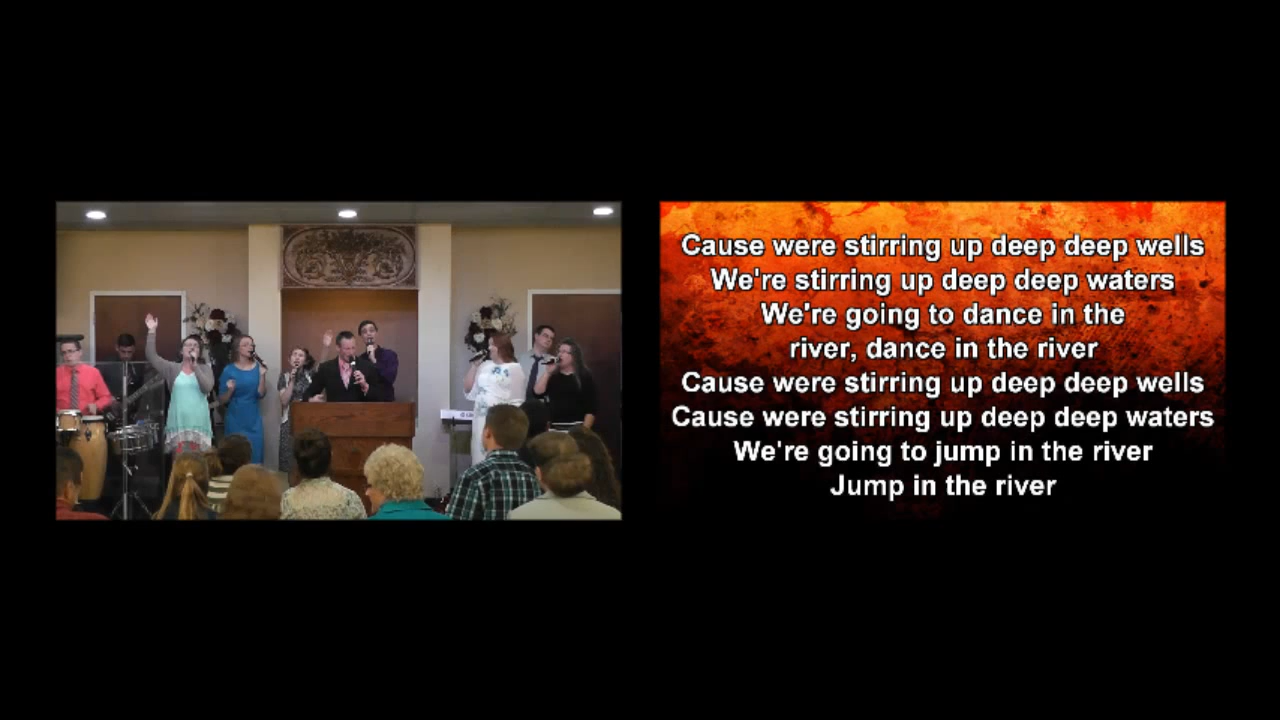 Cause were stirring up deep deep wells
We're stirring up deep deep waters
We're going to dance in the
river, dance in the river
Cause were stirring up deep deep wells
Cause were stirring up deep deep waters
We're going to jump in the river
Jump in the river